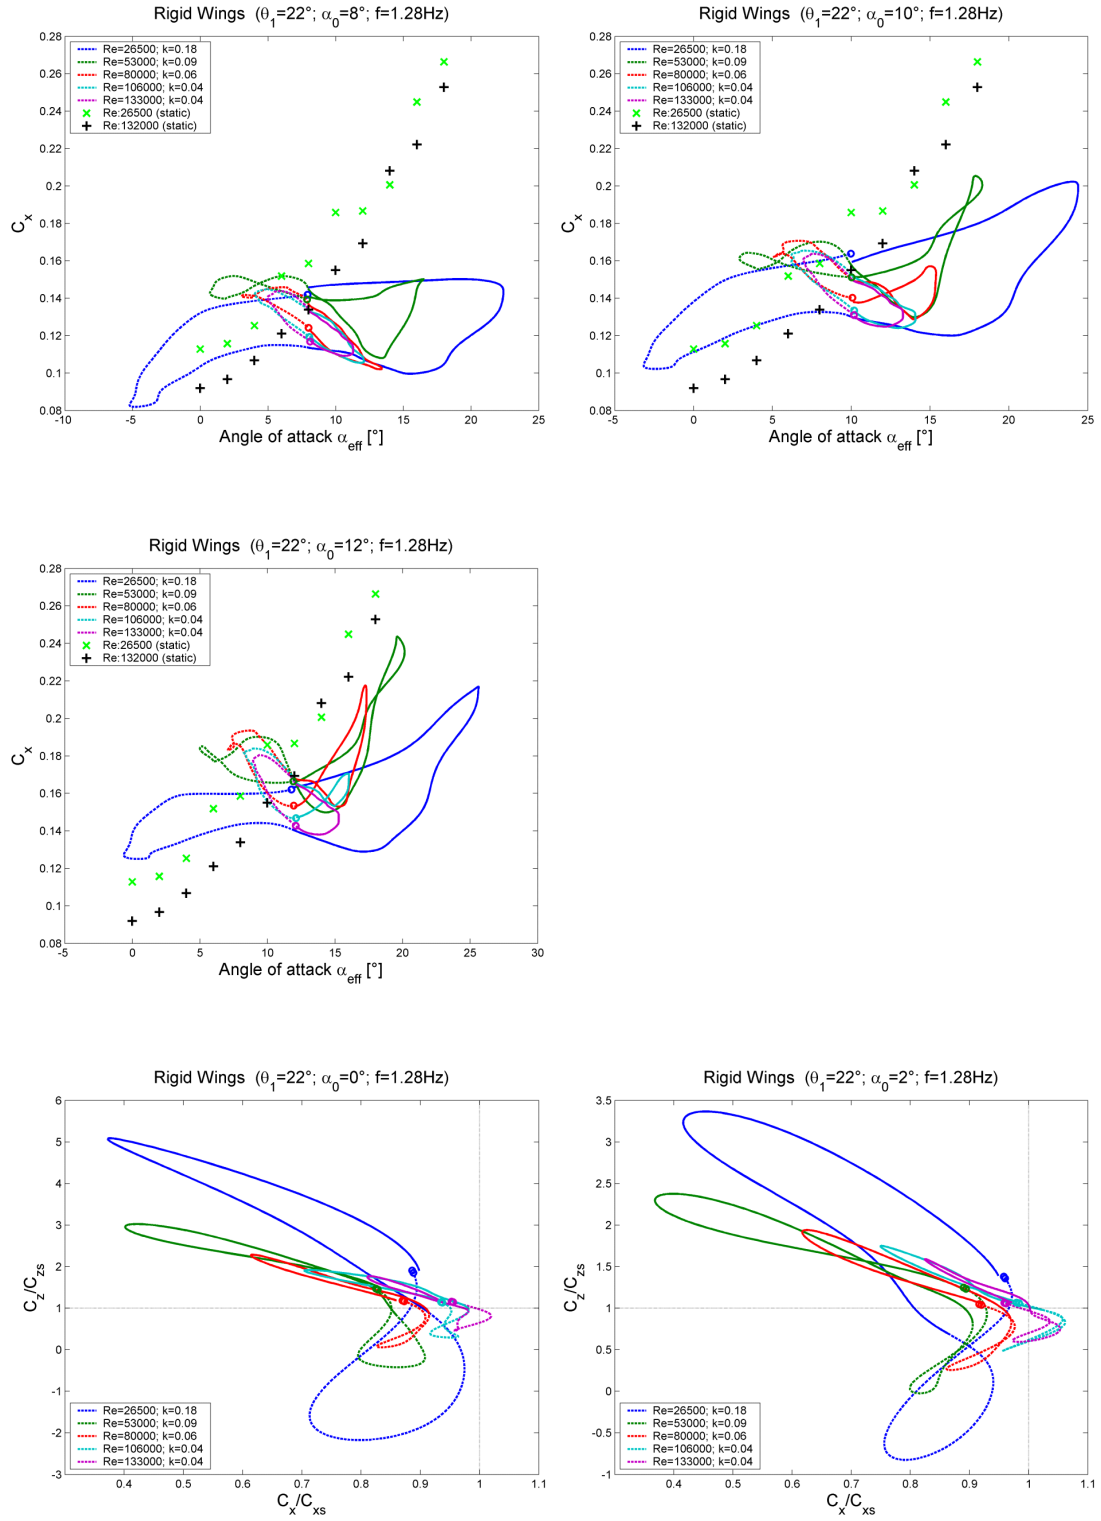 Rigid Wings (θ1=22°; α0=8°; f=1.28Hz)
0.28
0.26
0.24
0.22
0.2
0.18
0.16
0.14
0.12
0.1
0.08
Cx
Re=26500; k=0.18
Re=53000; k=0.09
Re=80000; k=0.06
Re=106000; k=0.04
Re=133000; k=0.04
Re:26500 (static)
Re:132000 (static)
-10 -5 0 5 10 15 20 25
Angle of attack αeff [°]
Rigid Wings (θ1=22°; α0=10°; f=1.28Hz)
0.28
0.26
0.24
0.22
0.2
0.18
0.16
0.14
0.12
0.1
0.08
Cx
Re=26500; k=0.18
Re=53000; k=0.09
Re=80000; k=0.06
Re=106000; k=0.04
Re=133000; k=0.04
Re:26500 (static)
Re:132000 (static)
-5 0 5 10 15 20 25
Angle of attack αeff [°]
Rigid Wings (θ1=22°; α0=12°; f=1.28Hz)
0.28
0.26
0.24
0.22
0.2
0.18
0.16
0.14
0.12
0.1
0.08
Cx
Re=26500; k=0.18
Re=53000; k=0.09
Re=80000; k=0.06
Re=106000; k=0.04
Re=133000; k=0.04
Re:26500 (static)
Re:132000 (static)
-5 0 5 10 15 20 25 30
Angle of attack αeff [°]
Rigid Wings (θ1=22°; α0=0°; f=1.28Hz)
6
5
4
3
2
1
0
-1
-2
-3
Cz/Czs
Re=26500; k=0.18
Re=53000; k=0.09
Re=80000; k=0.06
Re=106000; k=0.04
Re=133000; k=0.04
0.4 0.5 0.6 0.7 0.8 0.9 1 1.1
Cx/Cxs
Rigid Wings (θ1=22°; α0=2°; f=1.28Hz)
3.5
3
2.5
2
1.5
1
0.5
0
-0.5
-1
Cz/Czs
Re=26500; k=0.18
Re=53000; k=0.09
Re=80000; k=0.06
Re=106000; k=0.04
Re=133000; k=0.04
0.4 0.5 0.6 0.7 0.8 0.9 1 1.1
Cx/Cxs